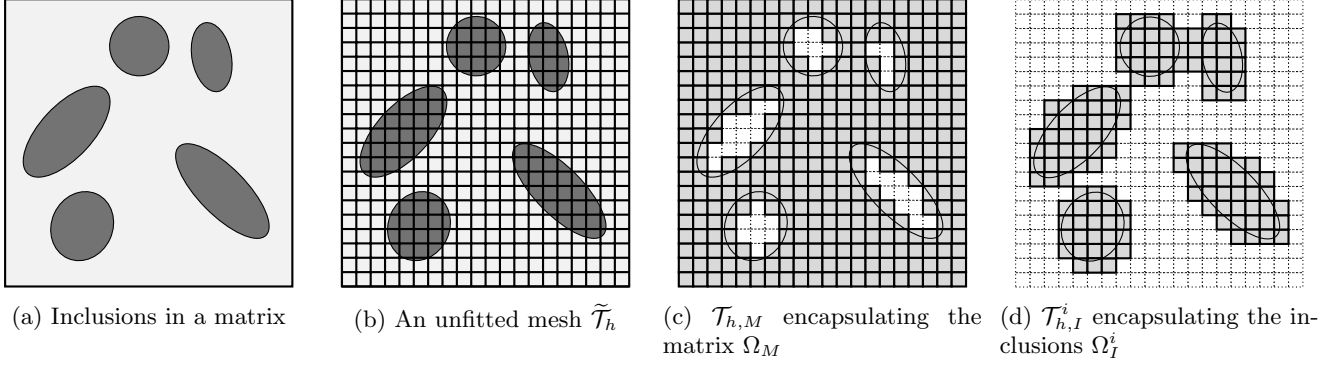 (a) Inclusions in a matrix
(b) An unfitted mesh $\widetilde{\mathcal{T}}_h$
(c) $\mathcal{T}_{h,M}$ encapsulating the
matrix $\Omega_M$
(d) $\mathcal{T}^i_{h,I}$ encapsulating the in-
clusions $\Omega^i_I$